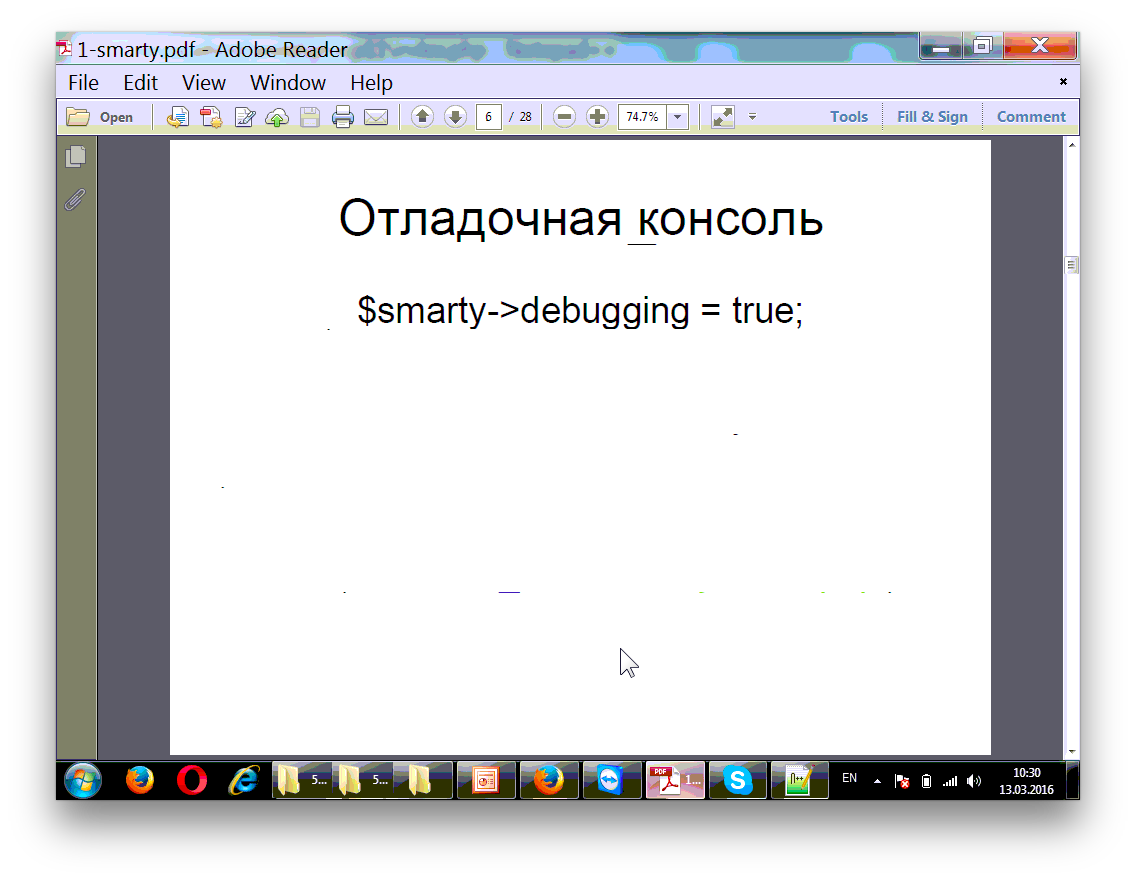 1-smarty.pdf - Adobe Reader
File Edit View Window Help
Open 6 / 28 74.7% Tools Fill & Sign Comment
Отладочная консоль
$smarty->debugging = true;
5... 5... 1... EN 10:30
13.03.2016